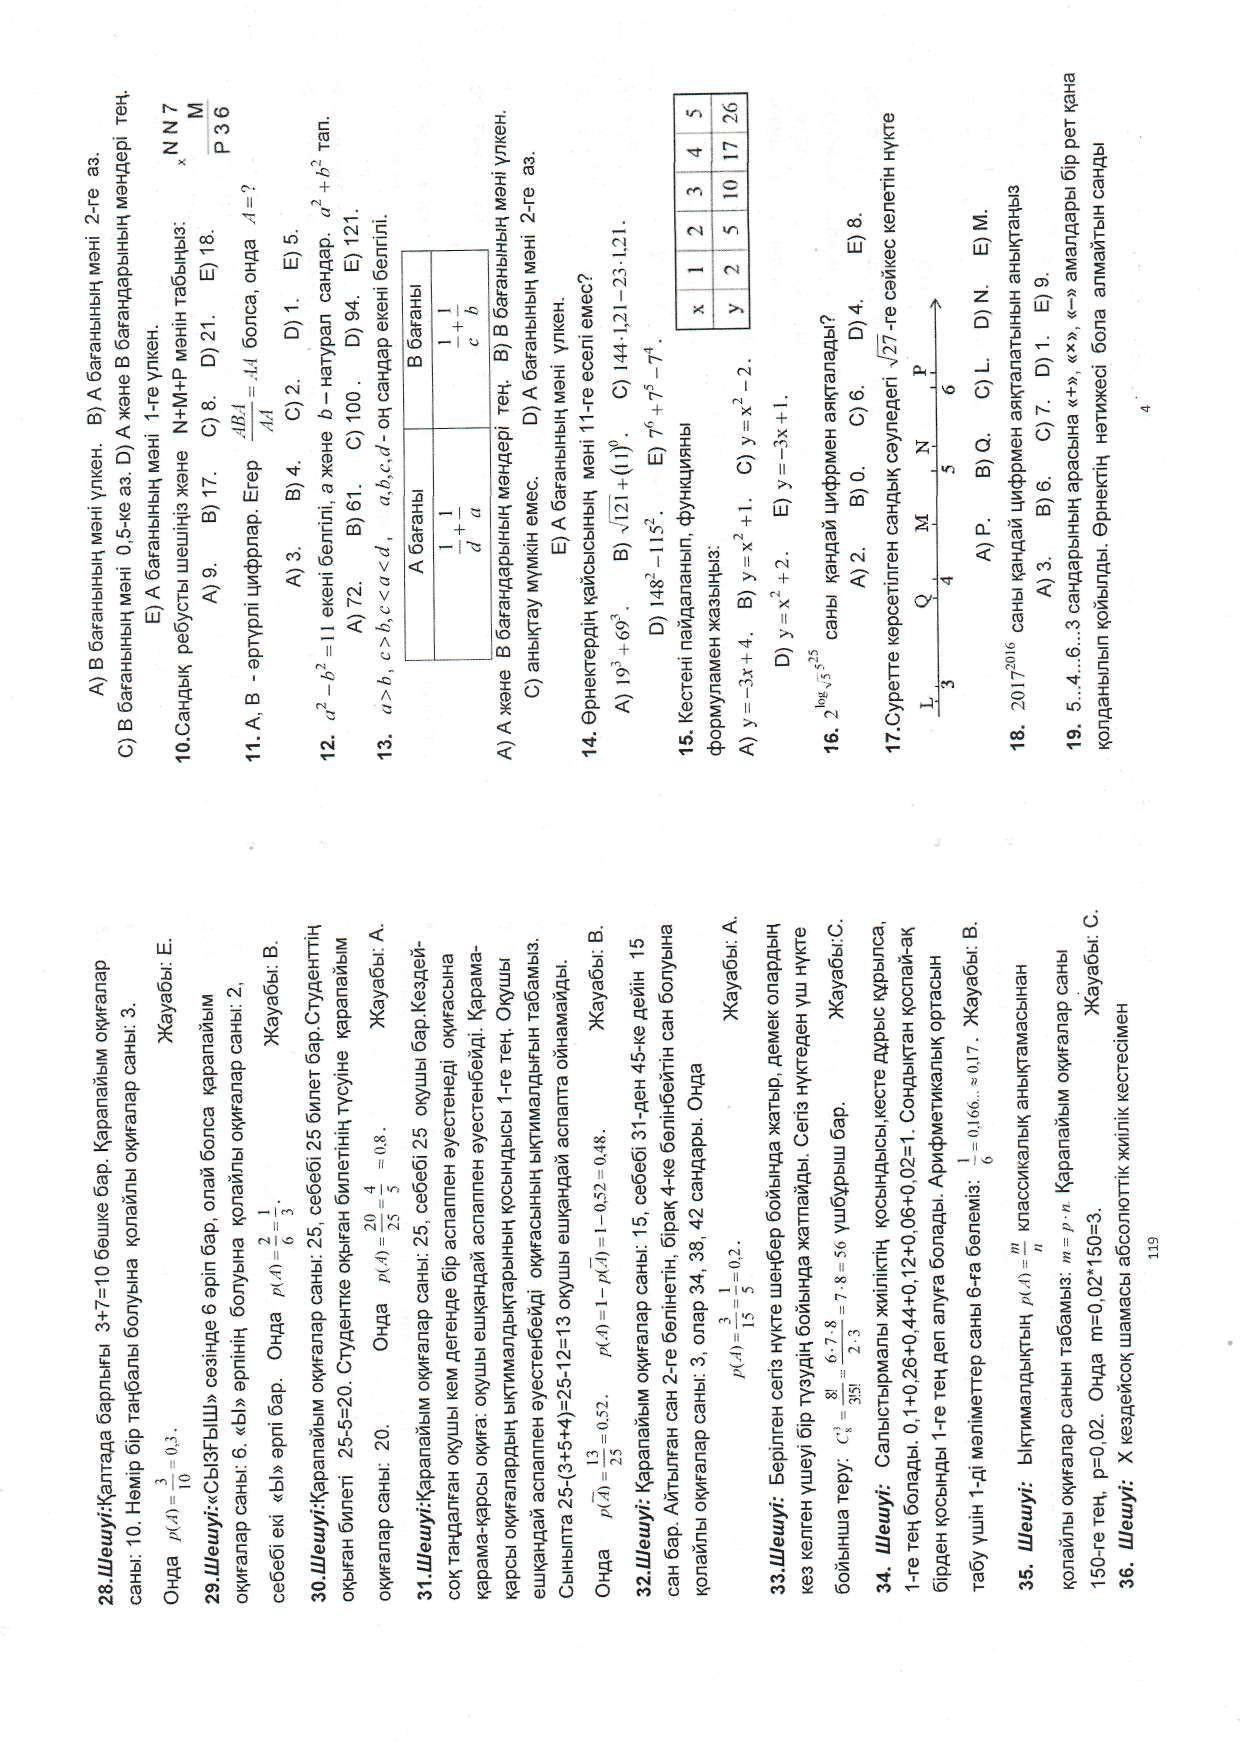 28.Шешуі:Қалтада барлығы 3+7=10 бөшке бар. Қарапайым оқиғалар
саны: 10. Нөмір бір таңбалы болуына қолайлы оқиғалар саны: 3.
Онда p(A)=3/10=0,3. Жауабы: Е.
29.Шешуі:«СЫЗҒЫШ» сөзінде 6 әріп бар, олай болса қарапайым
оқиғалар саны: 6. «Ы» әрпінің болуына қолайлы оқиғалар саны: 2,
себебі екі «Ы» әрпі бар. Онда p(A)=2/6=1/3. Жауабы: В.
30.Шешуі:Қарапайым оқиғалар саны: 25, себебі 25 билет бар.Студенттің
оқыған билеті 25-5=20. Студентке оқыған билетінің түсуіне қарапайым
оқиғалар саны: 20. Онда p(A)=20/25=4/5=0,8. Жауабы: А.
31.Шешуі:Қарапайым оқиғалар саны: 25, себебі 25 оқушы бар.Кездей-
соқ таңдалған оқушы кем дегенде бір аспаппен әуестенеді оқиғасына
қарама-қарсы оқиға: оқушы ешқандай аспаппен әуестенбейді. Қарама-
қарсы оқиғалардың ықтималдықтарының қосындысы 1-ге тең. Оқушы
ешқандай аспаппен әуестенбейді оқиғасының ықтималдығын табамыз.
Сыныпта 25-(3+5+4)=25-12=13 оқушы ешқандай аспапта ойнамайды.
Онда p(A̅)=13/25=0,52. p(A)=1−p(A̅)=1−0,52=0,48. Жауабы: В.
32.Шешуі: Қарапайым оқиғалар саны: 15, себебі 31-ден 45-ке дейін 15
сан бар. Айтылған сан 2-ге бөлінетін, бірақ 4-ке бөлінбейтін сан болуына
қолайлы оқиғалар саны: 3, олар 34, 38, 42 сандары. Онда
p(A)=3/15=1/5=0,2. Жауабы: А.
33.Шешуі: Берілген сегіз нүкте шеңбер бойында жатыр, демек олардың
кез келген үшеуі бір түзудің бойында жатпайды. Сегіз нүктеден үш нүкте
бойынша теру: C₈³=8!/3!5!=6·7·8/2·3=7·8=56 үшбұрыш бар. Жауабы:С.
34. Шешуі: Салыстырмалы жиіліктің қосындысы,кесте дұрыс құрылса,
1-ге тең болады. 0,1+0,26+0,44+0,12+0,06+0,02=1. Сондықтан қоспай-ақ
бірден қосынды 1-ге тең деп алуға болады. Арифметикалық ортасын
табу үшін 1-ді мәліметтер саны 6-ға бөлеміз: 1/6=0,166...≈0,17. Жауабы: В.
35. Шешуі: Ықтималдықтың p(A)=m/n классикалық анықтамасынан
қолайлы оқиғалар санын табамыз: m=p·n. Қарапайым оқиғалар саны
150-ге тең, p=0,02. Онда m=0,02*150=3. Жауабы: С.
36. Шешуі: Х кездейсоқ шамасы абсолюттік жиілік кестесімен
119
А) В бағанының мәні үлкен. В) А бағанының мәні 2-ге аз.
С) В бағанының мәні 0,5-ке аз. D) А және В бағандарының мәндері тең.
Е) А бағанының мәні 1-ге үлкен.
10.Сандық ребусты шешіңіз және N+M+P мәнін табыңыз:
x N N 7
M
P 3 6
А) 9. В) 17. С) 8. D) 21. Е) 18.
11. А, В - әртүрлі цифрлар. Егер ABA/AA=AA болса, онда A=?
А) 3. В) 4. С) 2. D) 1. Е) 5.
12. a²−b²=11 екені белгілі, a және b – натурал сандар. a²+b² тап.
А) 72. В) 61. С) 100 . D) 94. Е) 121.
13. a>b, c>b,c<a<d, a,b,c,d - оң сандар екені белгілі.
А бағаны В бағаны
1/d+1/a 1/c+1/b
А) А және В бағандарының мәндері тең. В) В бағанының мәні үлкен.
С) анықтау мүмкін емес. D) А бағанының мәні 2-ге аз.
Е) А бағанының мәні үлкен.
14. Өрнектердің қайсысының мәні 11-ге еселі емес?
А) 19³+69³. В) √121+(11)⁰. С) 144·1,21−23·1,21.
D) 148²−115². Е) 7⁶+7⁵−7⁴.
15. Кестені пайдаланып, функцияны
формуламен жазыңыз:
x 1 2 3 4 5
y 2 5 10 17 26
А) y=−3x+4. В) y=x²+1. С) y=x²−2.
D) y=x²+2. Е) y=−3x+1.
16. 2^(log_√5 5^25) саны қандай цифрмен аяқталады?
А) 2. В) 0. С) 6. D) 4. Е) 8.
17.Суретте көрсетілген сандық сәуледегі √27-ге сәйкес келетін нүкте
L Q M N P
3 4 5 6
А) Р. В) Q. С) L. D) N. Е) М.
18. 2017²⁰¹⁶ саны қандай цифрмен аяқталатынын анықтаңыз
А) 3. В) 6. С) 7. D) 1. Е) 9.
19. 5...4...6...3 сандарының арасына «+», «×», «–» амалдары бір рет қана
қолданылып қойылды. Өрнектің нәтижесі бола алмайтын санды
4